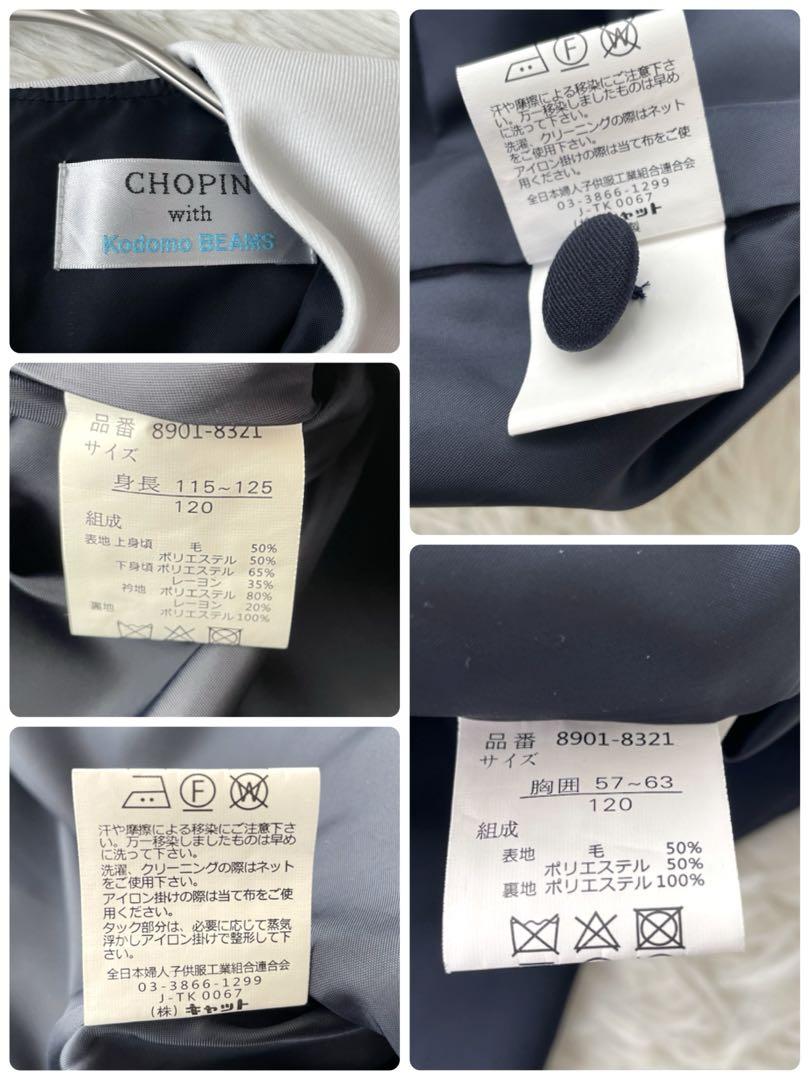 CHOPIN
with
Kodomo BEAMS
F W
汗や摩擦による移染にご注意下さ
い。万一移染しましたものは早め
に洗って下さい。
洗濯、クリーニングの際はネット
をご使用下さい。
アイロン掛けの際は当て布をご使
用ください。
全日本婦人子供服工業組合連合会
03-3866-1299
J-TK0067
キャット
製
品番 8901-8321
サイズ
身長 115~125
120
組成
表地 上身頃 毛 50%
ポリエステル 50%
下身頃 ポリエステル 65%
レーヨン 35%
衿地 ポリエステル 80%
レーヨン 20%
裏地 ポリエステル 100%
F W
汗や摩擦による移染にご注意下さ
い。万一移染しましたものは早め
に洗って下さい。
洗濯、クリーニングの際はネット
をご使用下さい。
アイロン掛けの際は当て布をご使
用ください。
タック部分は、必要に応じて蒸気
浮かしアイロン掛けで整形して下
さい。
全日本婦人子供服工業組合連合会
03-3866-1299
J-TK0067
(株) キャット
品番 8901-8321
サイズ
胸囲 57~63
120
組成
表地 毛 50%
ポリエステル 50%
裏地 ポリエステル 100%